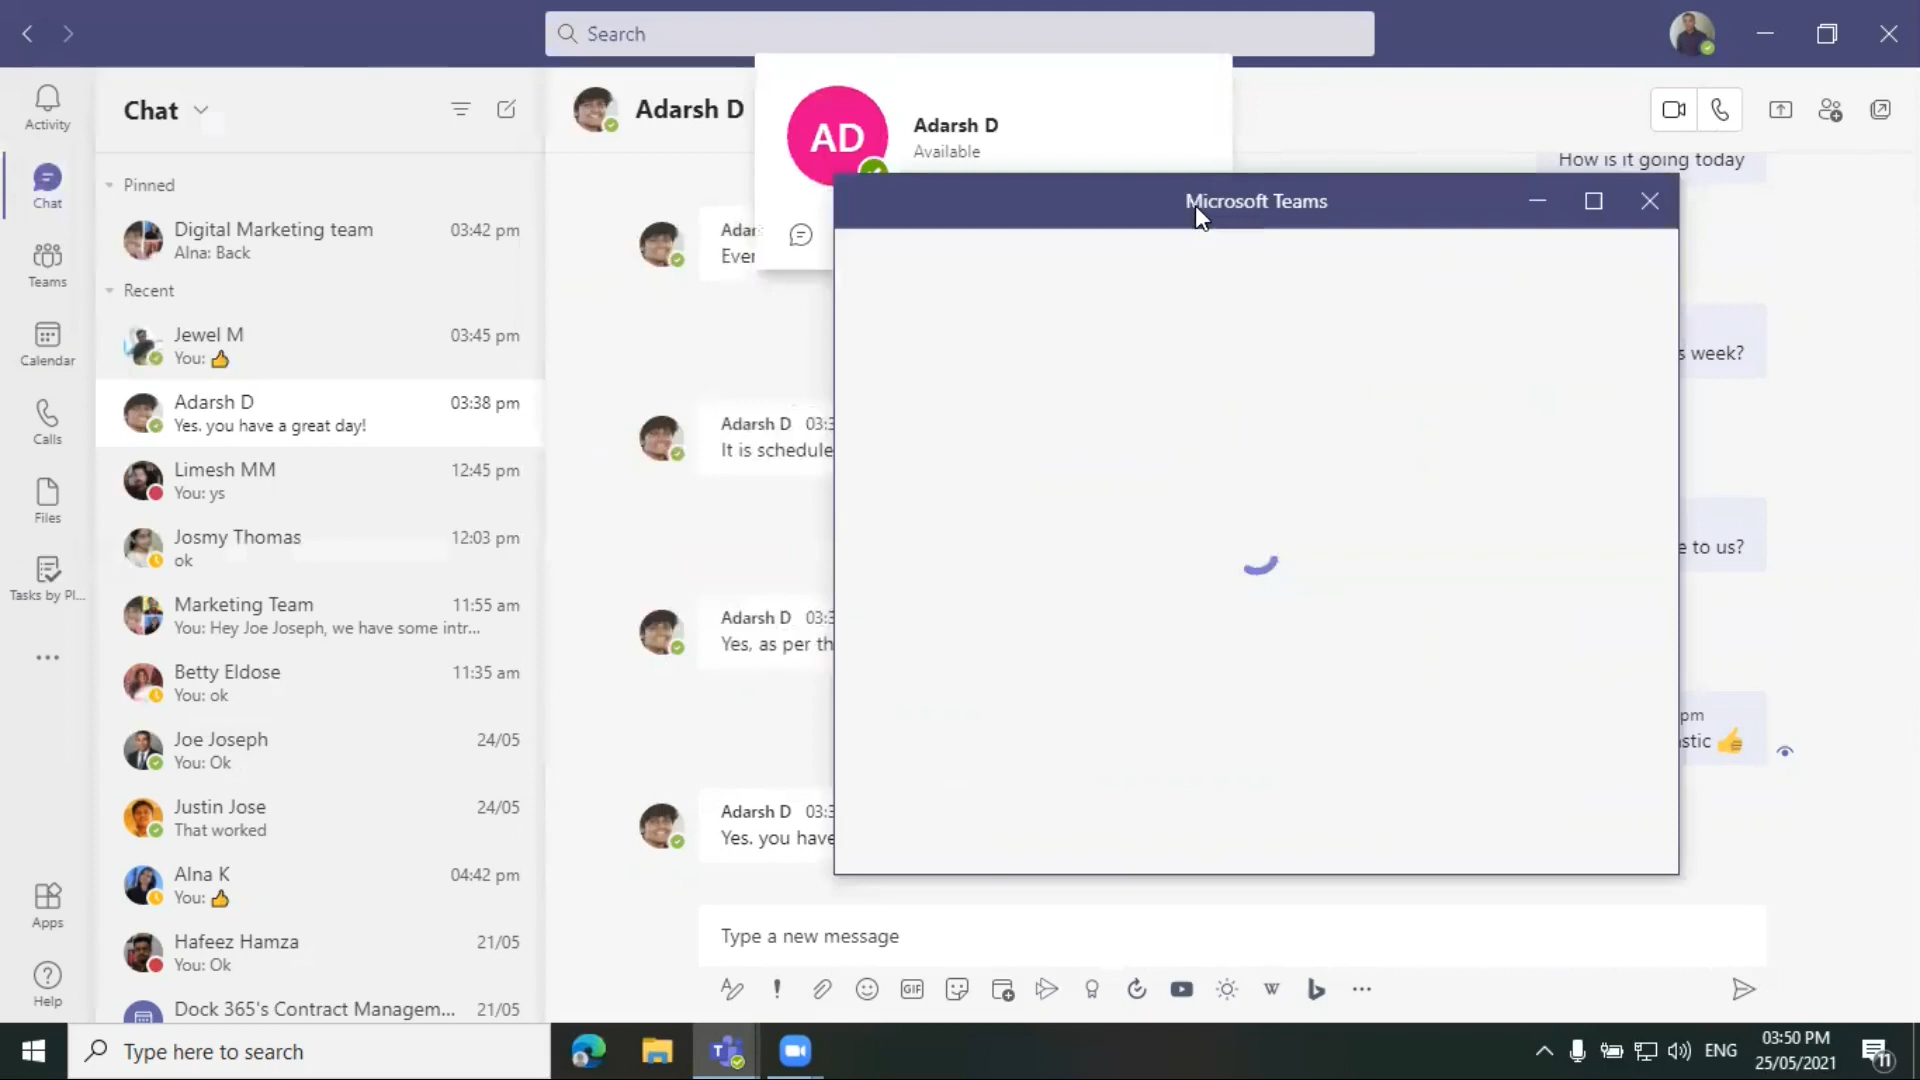 Search
Activity
Chat
Teams
Calendar
Calls
Files
Tasks by Pl...
Apps
Help
Chat
Pinned
Digital Marketing team 03:42 pm
Alna: Back
Recent
Jewel M 03:45 pm
You: 👍
Adarsh D 03:38 pm
Yes. you have a great day!
Limesh MM 12:45 pm
You: ys
Josmy Thomas 12:03 pm
ok
Marketing Team 11:55 am
You: Hey Joe Joseph, we have some intr...
Betty Eldose 11:35 am
You: ok
Joe Joseph 24/05
You: Ok
Justin Jose 24/05
That worked
Alna K 04:42 pm
You: 👍
Hafeez Hamza 21/05
You: Ok
Dock 365's Contract Managem... 21/05
Adarsh D
AD
Adarsh D
Available
How is it going today
Microsoft Teams
s week?
Adarsh D
It is schedule
e to us?
Adarsh D
Yes, as per th
pm
👍
Adarsh D
Yes. you have
Type a new message
GIF
W
Type here to search
ENG
03:50 PM
25/05/2021
11